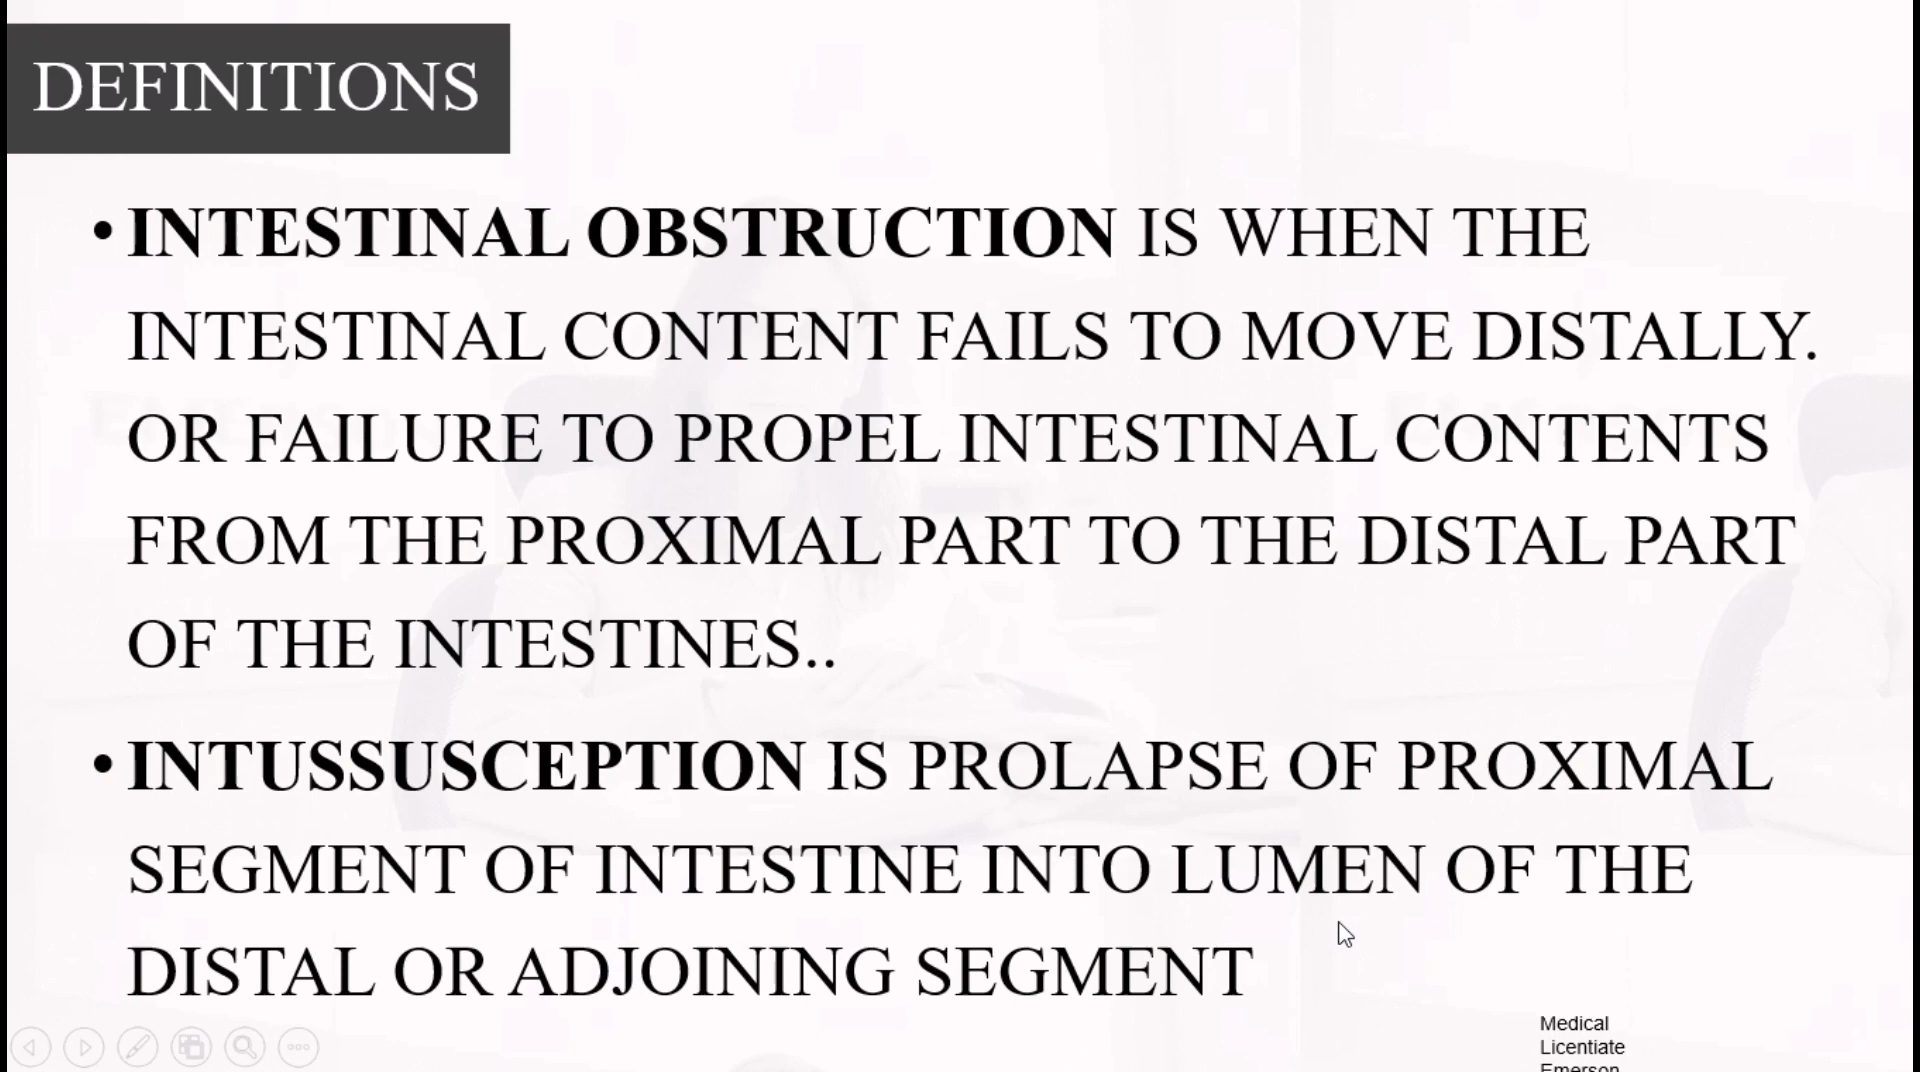 DEFINITIONS
• INTESTINAL OBSTRUCTION IS WHEN THE
INTESTINAL CONTENT FAILS TO MOVE DISTALLY.
OR FAILURE TO PROPEL INTESTINAL CONTENTS
FROM THE PROXIMAL PART TO THE DISTAL PART
OF THE INTESTINES..
• INTUSSUSCEPTION IS PROLAPSE OF PROXIMAL
SEGMENT OF INTESTINE INTO LUMEN OF THE
DISTAL OR ADJOINING SEGMENT
Medical
Licentiate
Emerson